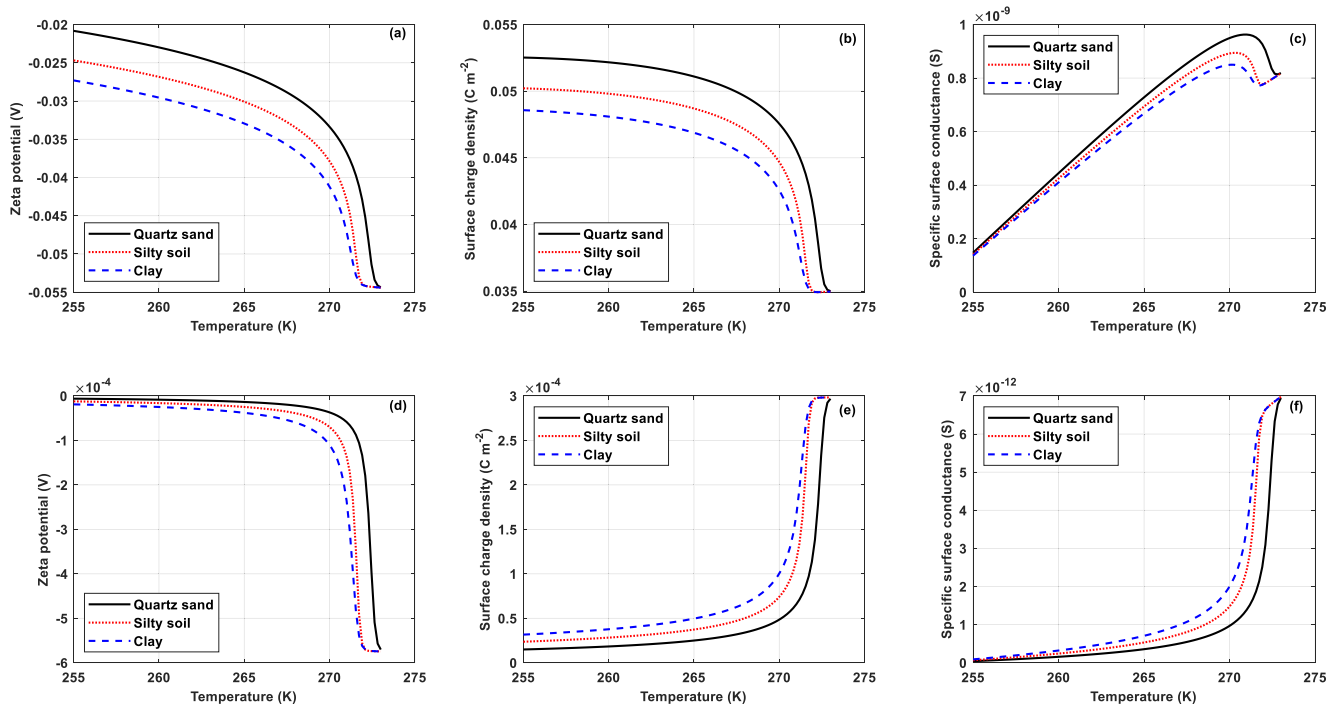 (a)
Zeta potential (V)
-0.02
-0.025
-0.03
-0.035
-0.04
-0.045
-0.05
-0.055
Quartz sand
Silty soil
Clay
255 260 265 270 275
Temperature (K)
(b)
Surface charge density (C m-2)
0.055
0.05
0.045
0.04
0.035
Quartz sand
Silty soil
Clay
255 260 265 270 275
Temperature (K)
×10-9
(c)
Specific surface conductance (S)
1
0.8
0.6
0.4
0.2
0
Quartz sand
Silty soil
Clay
255 260 265 270 275
Temperature (K)
×10-4
(d)
Zeta potential (V)
0
-1
-2
-3
-4
-5
-6
Quartz sand
Silty soil
Clay
255 260 265 270 275
Temperature (K)
×10-4
(e)
Surface charge density (C m-2)
3
2.5
2
1.5
1
0.5
0
Quartz sand
Silty soil
Clay
255 260 265 270 275
Temperature (K)
×10-12
(f)
Specific surface conductance (S)
7
6
5
4
3
2
1
0
Quartz sand
Silty soil
Clay
255 260 265 270 275
Temperature (K)